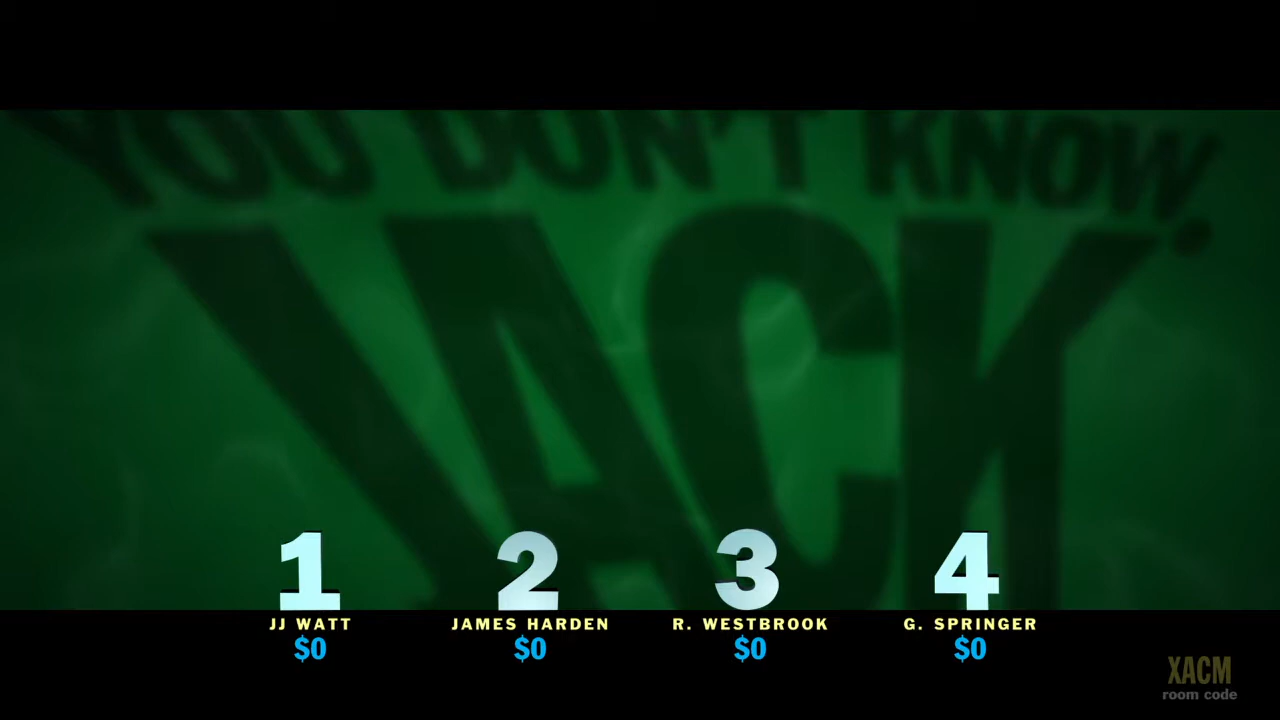 YOU DON'T KNOW
JACK.
1 2 3 4
JJ WATT JAMES HARDEN R. WESTBROOK G. SPRINGER
$0 $0 $0 $0
XACM
room code